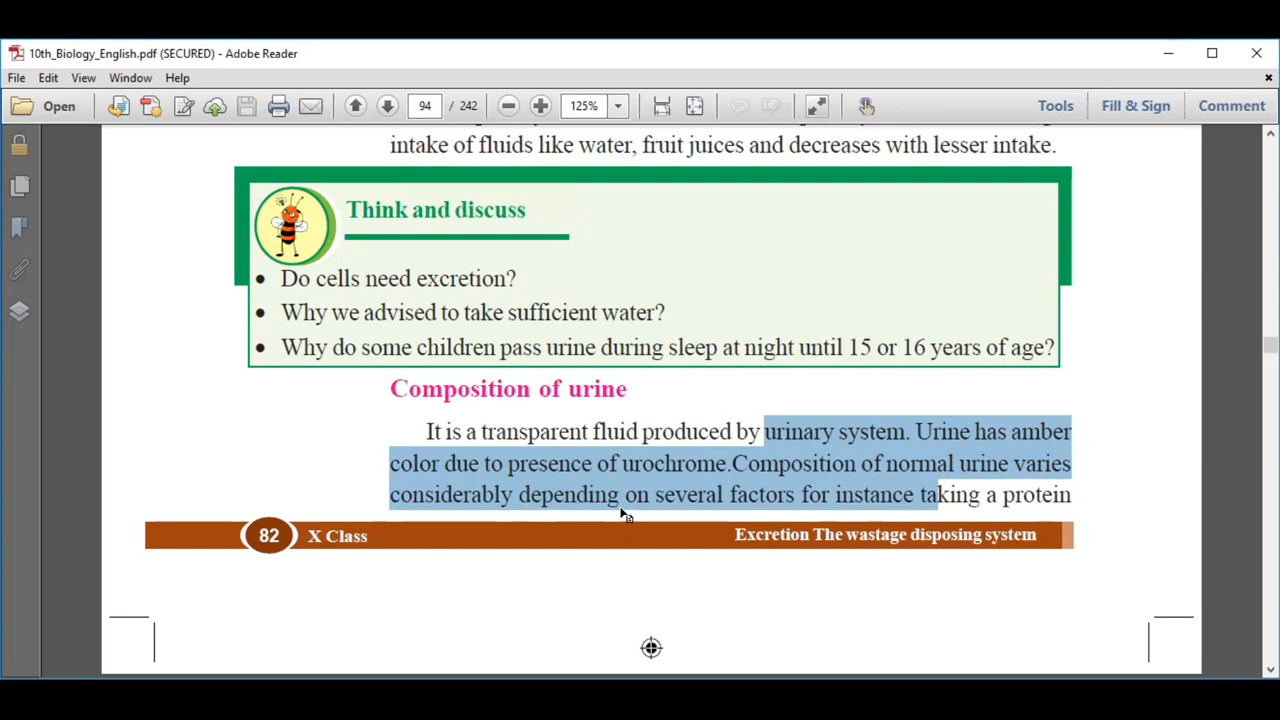 10th_Biology_English.pdf (SECURED) - Adobe Reader
File Edit View Window Help
Open 94 / 242 125% Tools Fill & Sign Comment
intake of fluids like water, fruit juices and decreases with lesser intake.
Think and discuss
• Do cells need excretion?
• Why we advised to take sufficient water?
• Why do some children pass urine during sleep at night until 15 or 16 years of age?
Composition of urine
It is a transparent fluid produced by urinary system. Urine has amber
color due to presence of urochrome.Composition of normal urine varies
considerably depending on several factors for instance taking a protein
82 X Class Excretion The wastage disposing system